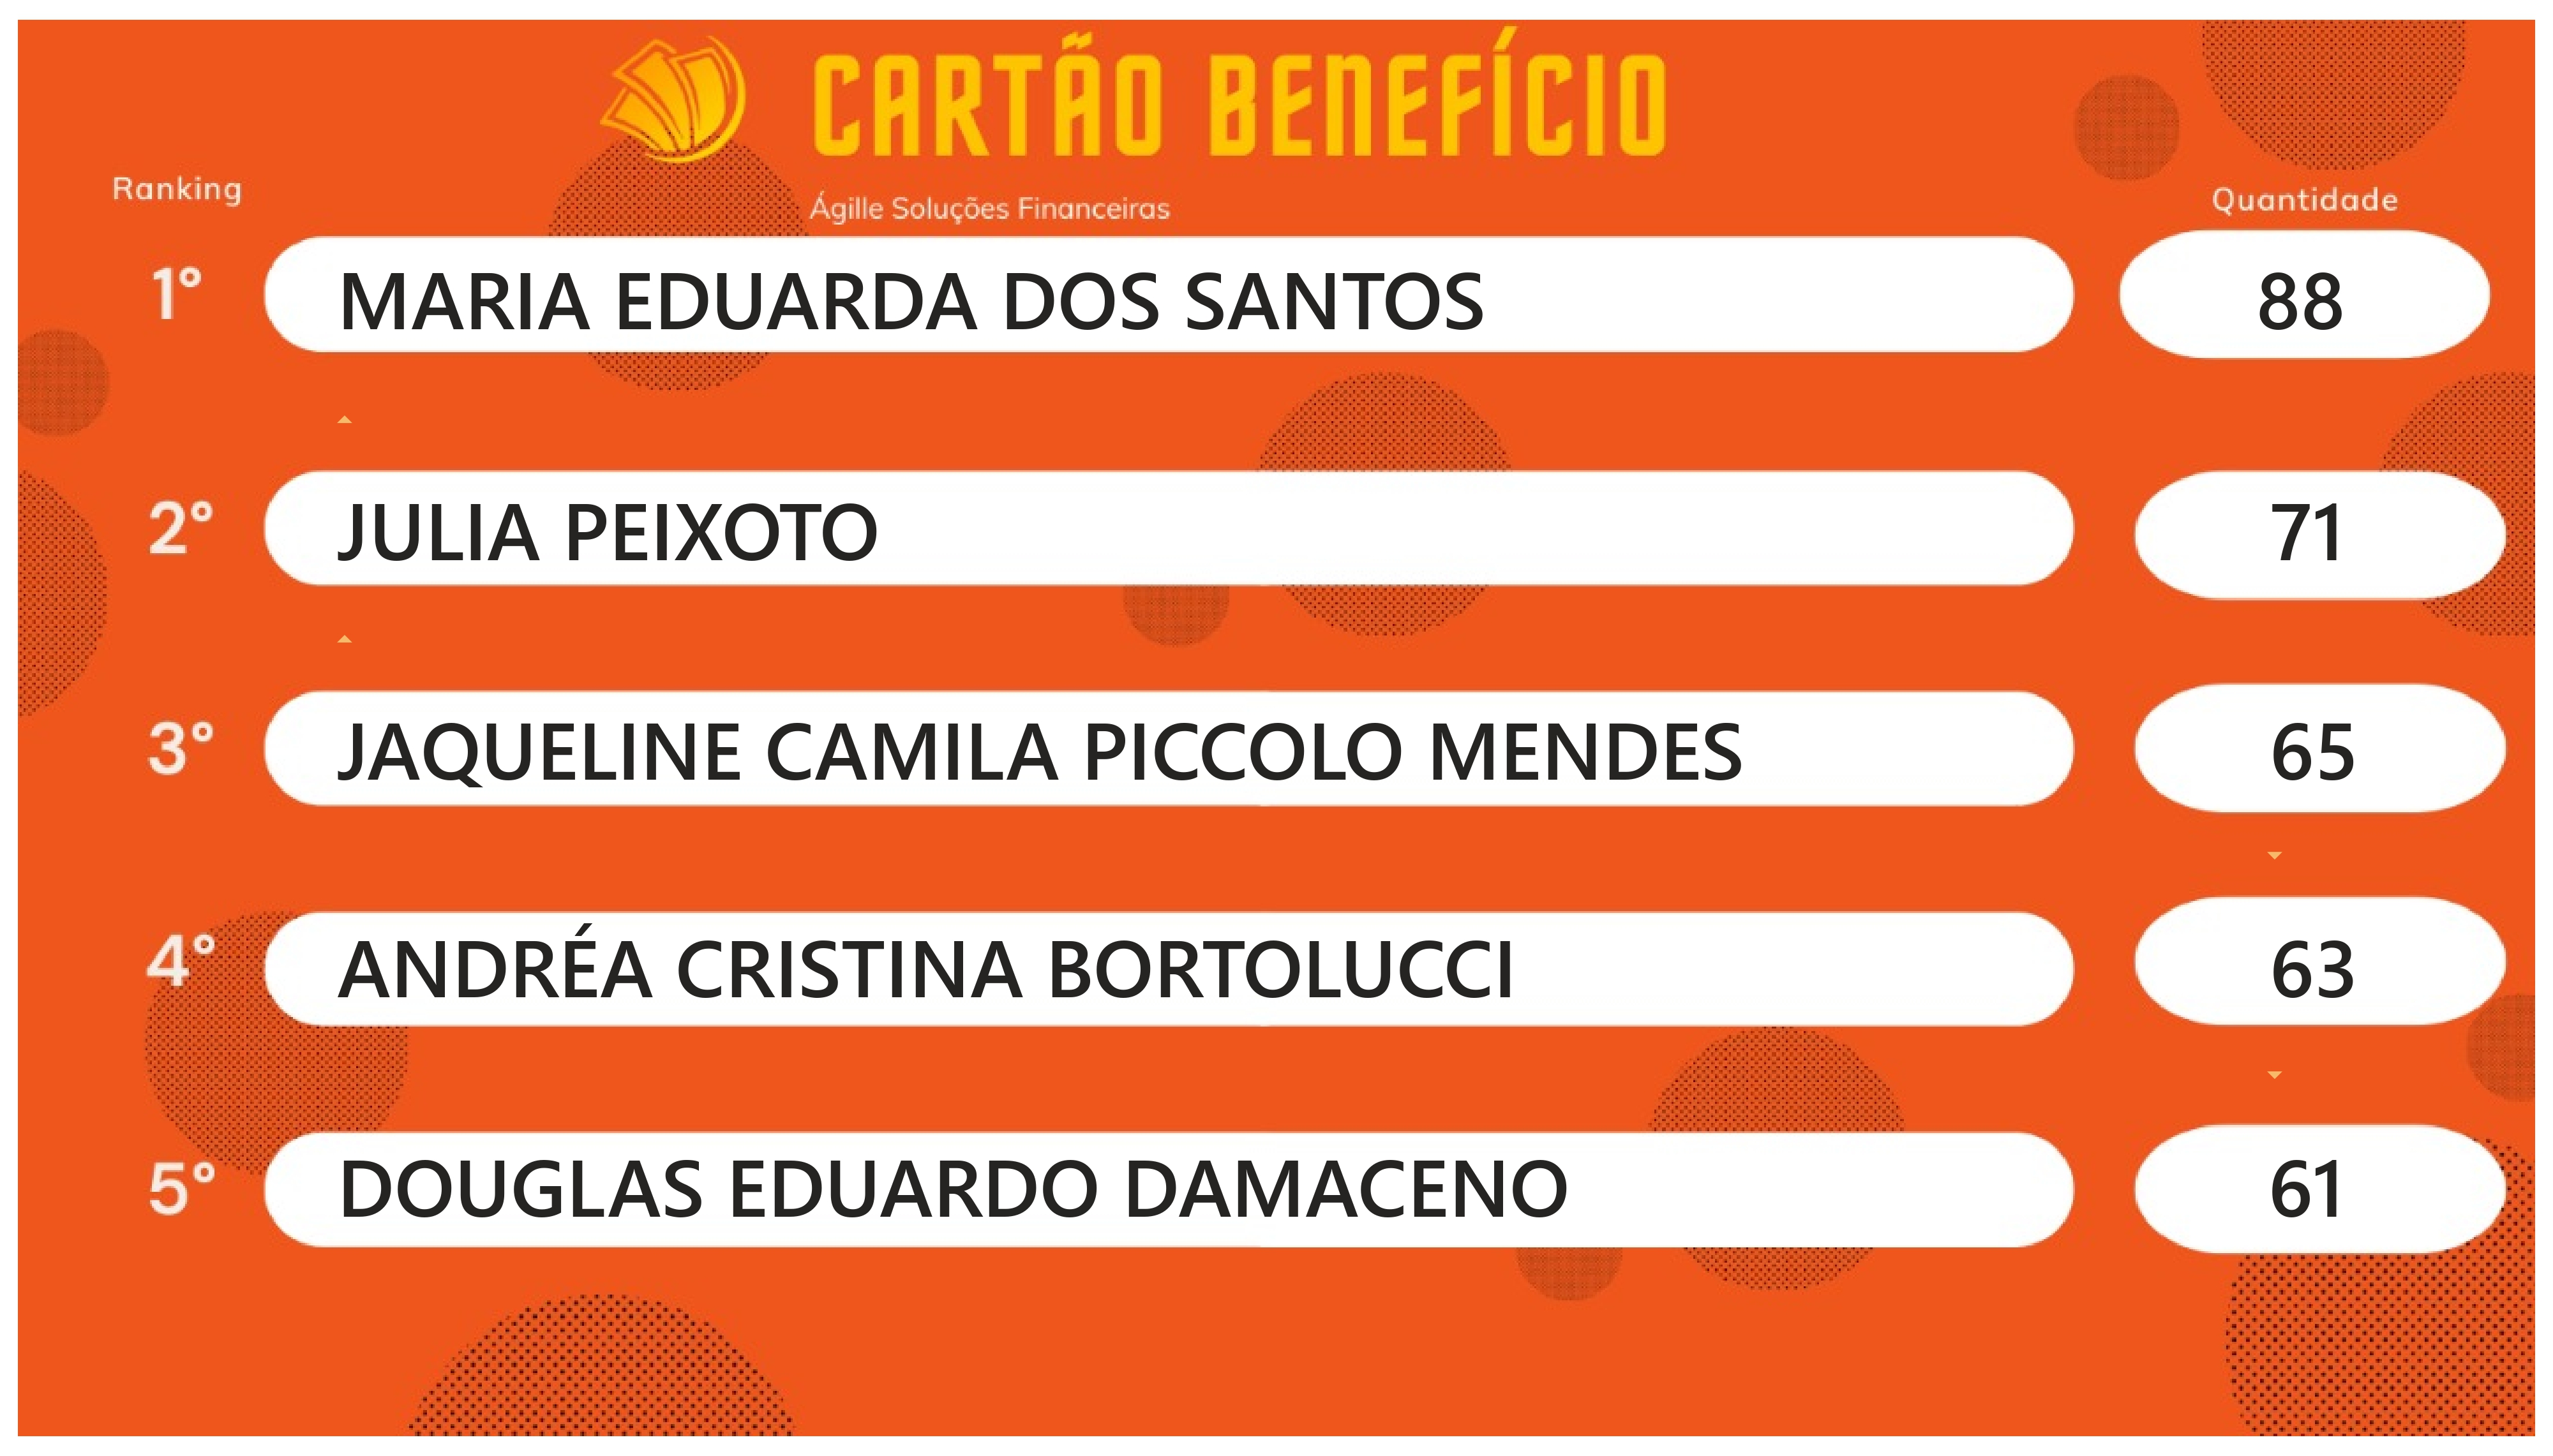 CARTÃO BENEFÍCIO
Ranking
Ágille Soluções Financeiras
Quantidade
1° MARIA EDUARDA DOS SANTOS 88
2° JULIA PEIXOTO 71
3° JAQUELINE CAMILA PICCOLO MENDES 65
4° ANDRÉA CRISTINA BORTOLUCCI 63
5° DOUGLAS EDUARDO DAMACENO 61